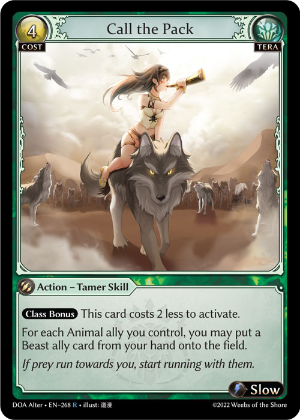 4
Call the Pack
COST
TERA
Action – Tamer Skill
Class Bonus This card costs 2 less to activate.
For each Animal ally you control, you may put a
Beast ally card from your hand onto the field.
If prey run towards you, start running with them.
Slow
DOA Alter • EN–268 R • illust: 漫漫
©2022 Weebs of the Shore